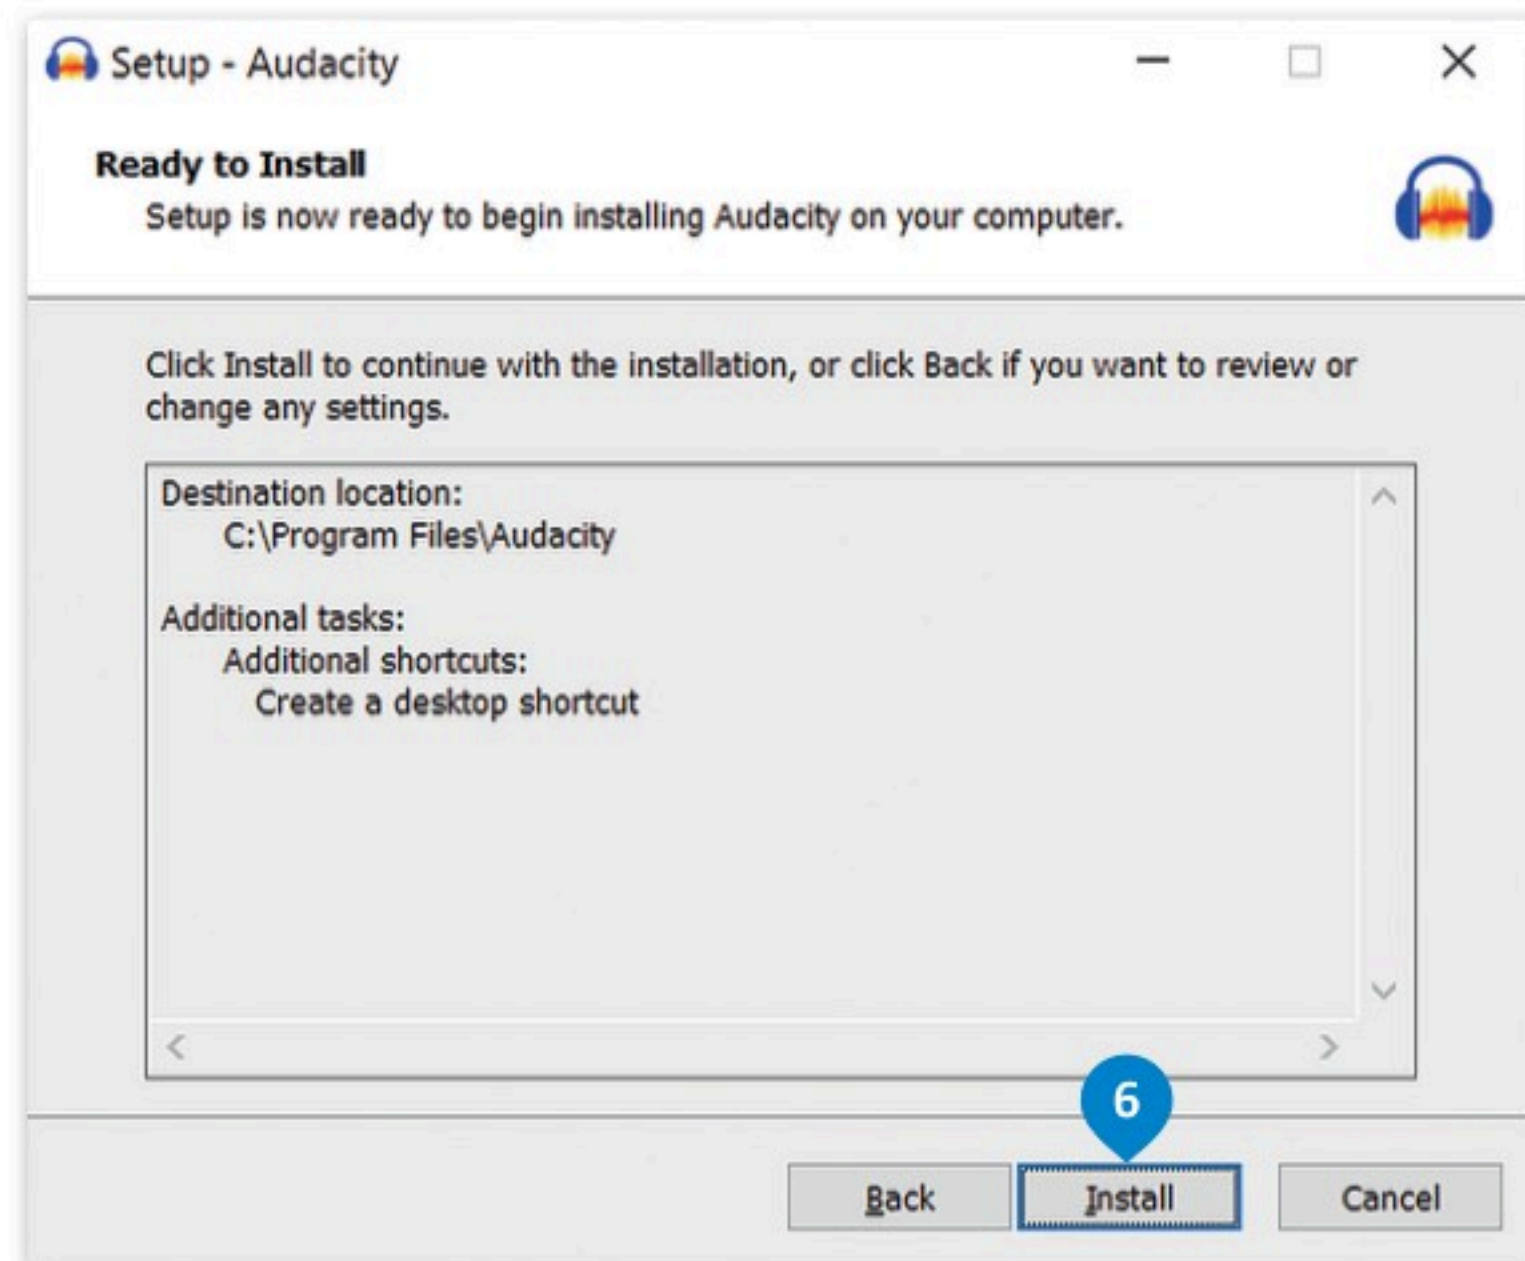 Setup - Audacity
Ready to Install
Setup is now ready to begin installing Audacity on your computer.
Click Install to continue with the installation, or click Back if you want to review or
change any settings.
Destination location:
C:\Program Files\Audacity
Additional tasks:
Additional shortcuts:
Create a desktop shortcut
6
Back Install Cancel